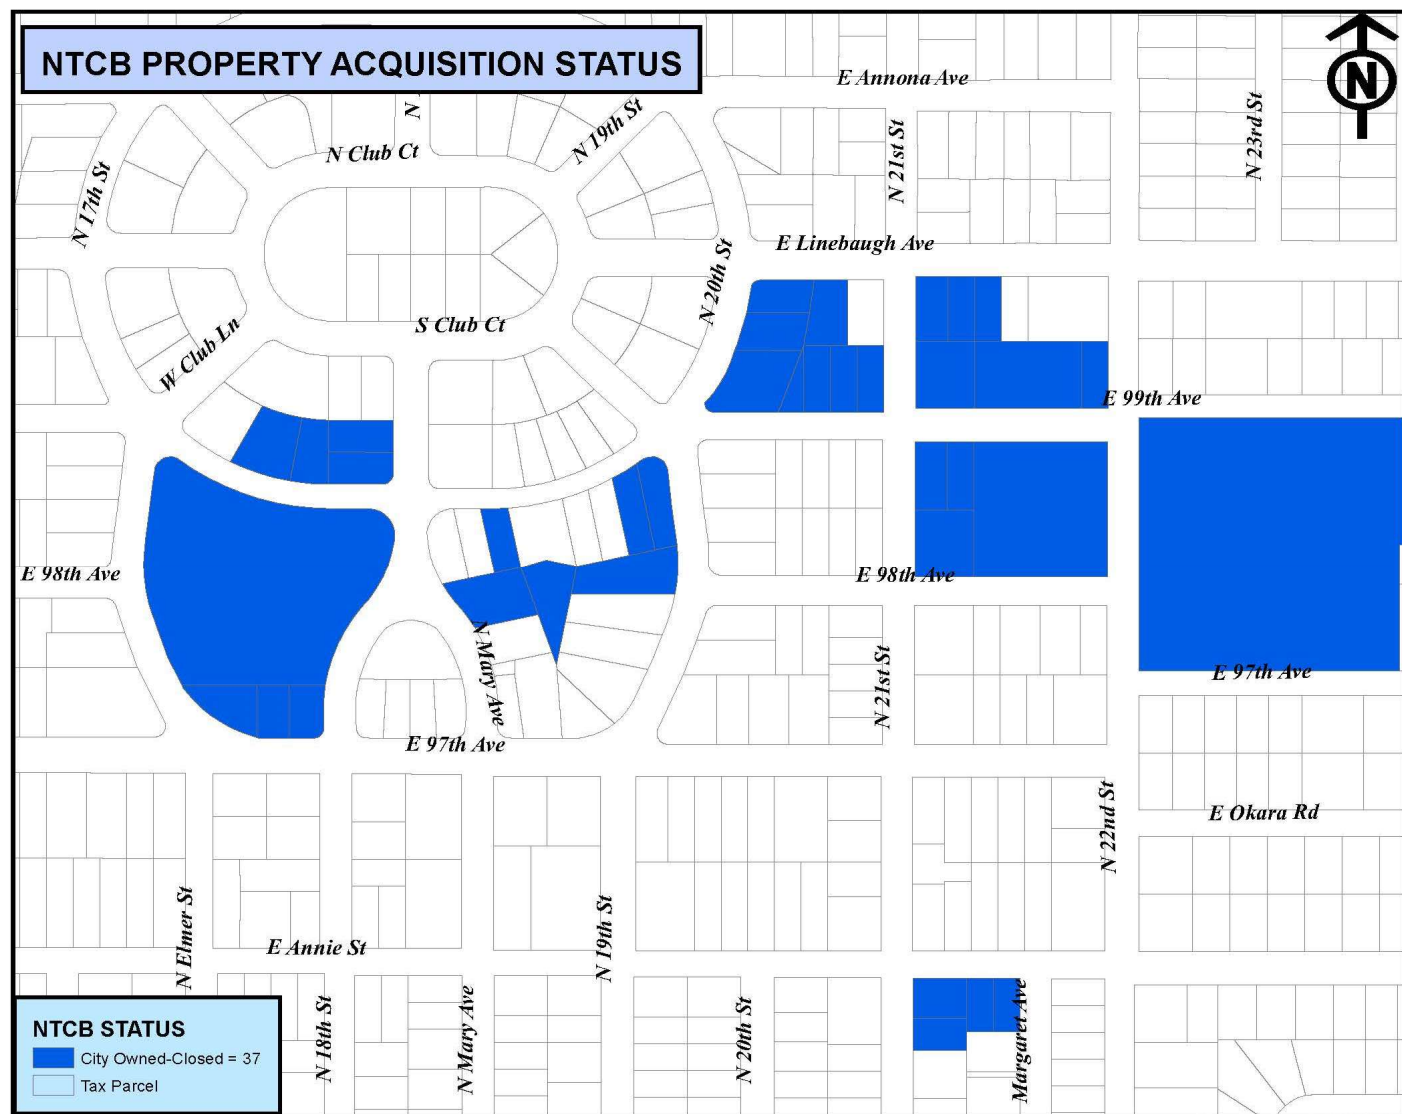 NTCB PROPERTY ACQUISITION STATUS
N
E Annona Ave
N
N 19th St
N Club Ct
N 17th St
N 21st St
N 23rd St
E Linebaugh Ave
N 20th St
S Club Ct
W Club Ln
E 99th Ave
E 98th Ave
E 98th Ave
N Mary Ave
N 21st St
E 97th Ave
E 97th Ave
N 22nd St
E Okara Rd
N Elmer St
E Annie St
N 19th St
N 18th St
N Mary Ave
N 20th St
Margaret Ave
NTCB STATUS
City Owned-Closed = 37
Tax Parcel